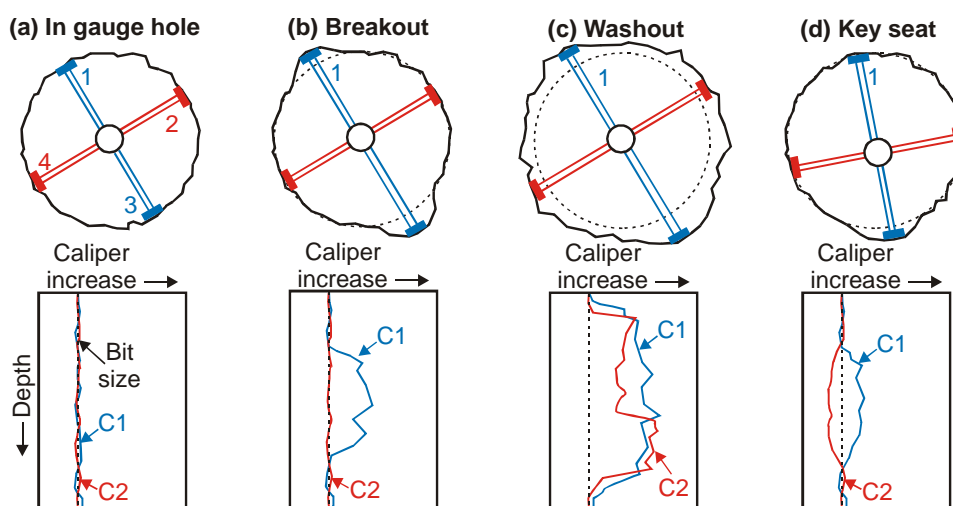 (a) In gauge hole
(b) Breakout
(c) Washout
(d) Key seat
1
2
4
3
1
1
1
Caliper
increase
Caliper
increase
Caliper
increase
Caliper
increase
Depth
Bit
size
C1
C2
C1
C2
C1
C2
C1
C2